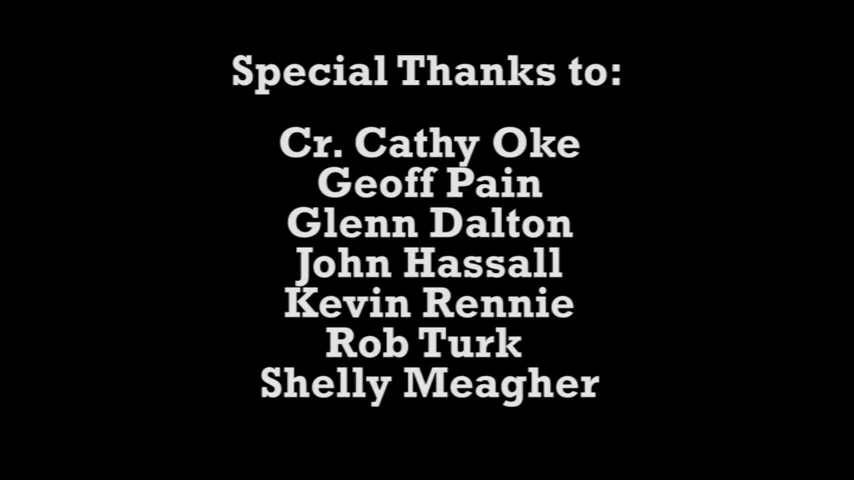 Special Thanks to:
Cr. Cathy Oke
Geoff Pain
Glenn Dalton
John Hassall
Kevin Rennie
Rob Turk
Shelly Meagher